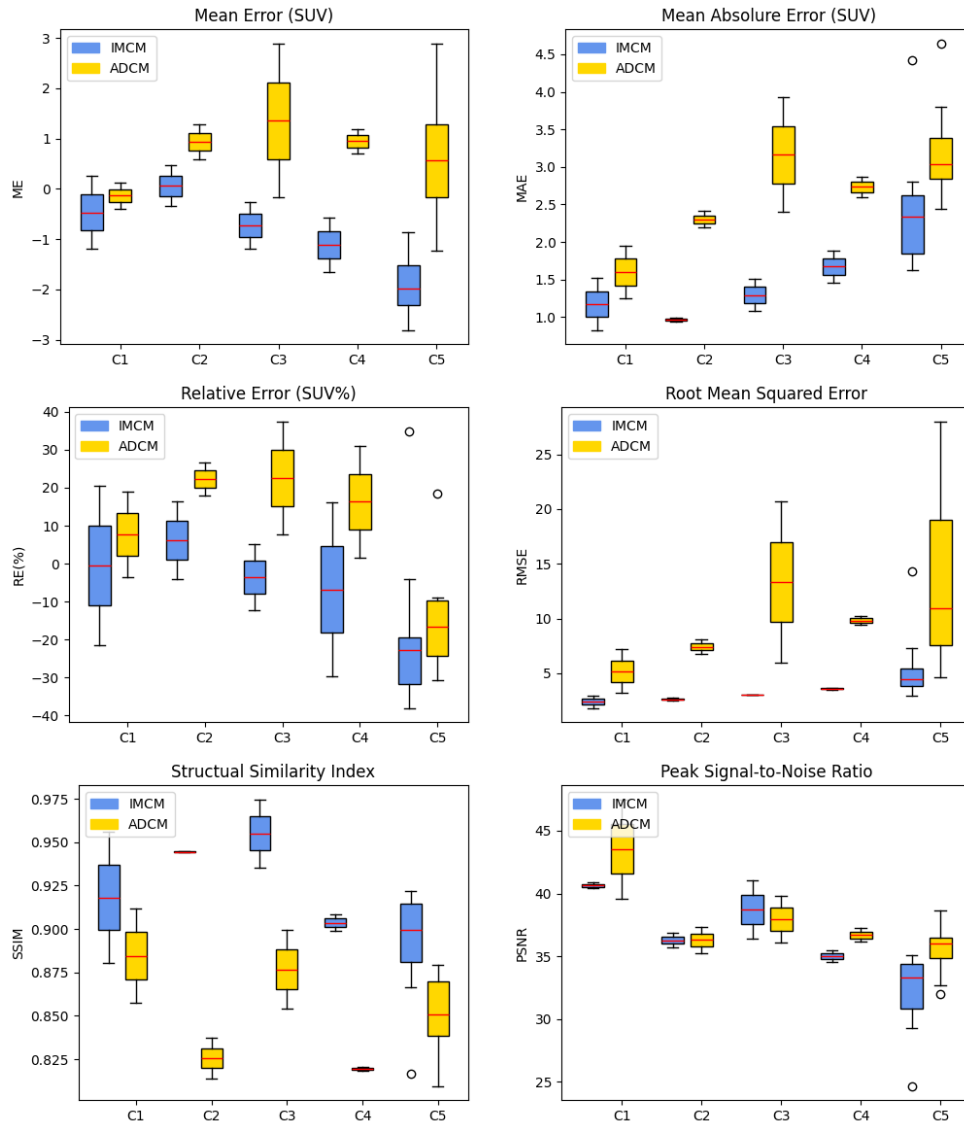 Mean Error (SUV)
IMCM
ADCM
ME
3
2
1
0
−1
−2
−3
C1 C2 C3 C4 C5
Mean Absolure Error (SUV)
IMCM
ADCM
MAE
4.5
4.0
3.5
3.0
2.5
2.0
1.5
1.0
C1 C2 C3 C4 C5
Relative Error (SUV%)
IMCM
ADCM
RE(%)
40
30
20
10
0
−10
−20
−30
−40
C1 C2 C3 C4 C5
Root Mean Squared Error
IMCM
ADCM
RMSE
25
20
15
10
5
C1 C2 C3 C4 C5
Structual Similarity Index
IMCM
ADCM
SSIM
0.975
0.950
0.925
0.900
0.875
0.850
0.825
C1 C2 C3 C4 C5
Peak Signal-to-Noise Ratio
IMCM
ADCM
PSNR
45
40
35
30
25
C1 C2 C3 C4 C5